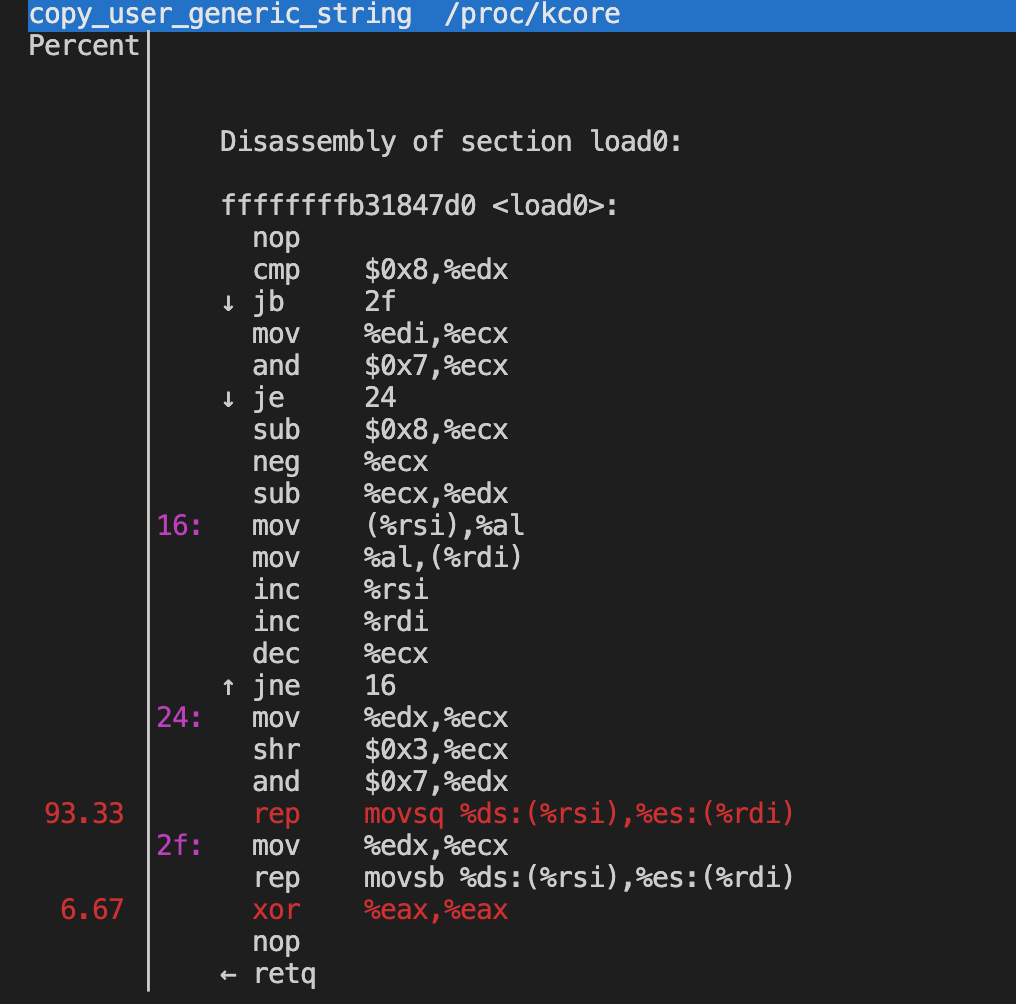 copy_user_generic_string  /proc/kcore
Percent
Disassembly of section load0:
ffffffffb31847d0 <load0>:
nop
cmp $0x8,%edx
↓ jb 2f
mov %edi,%ecx
and $0x7,%ecx
↓ je 24
sub $0x8,%ecx
neg %ecx
sub %ecx,%edx
16: mov (%rsi),%al
mov %al,(%rdi)
inc %rsi
inc %rdi
dec %ecx
↑ jne 16
24: mov %edx,%ecx
shr $0x3,%ecx
and $0x7,%edx
93.33 rep movsq %ds:(%rsi),%es:(%rdi)
2f: mov %edx,%ecx
rep movsb %ds:(%rsi),%es:(%rdi)
6.67 xor %eax,%eax
nop
← retq